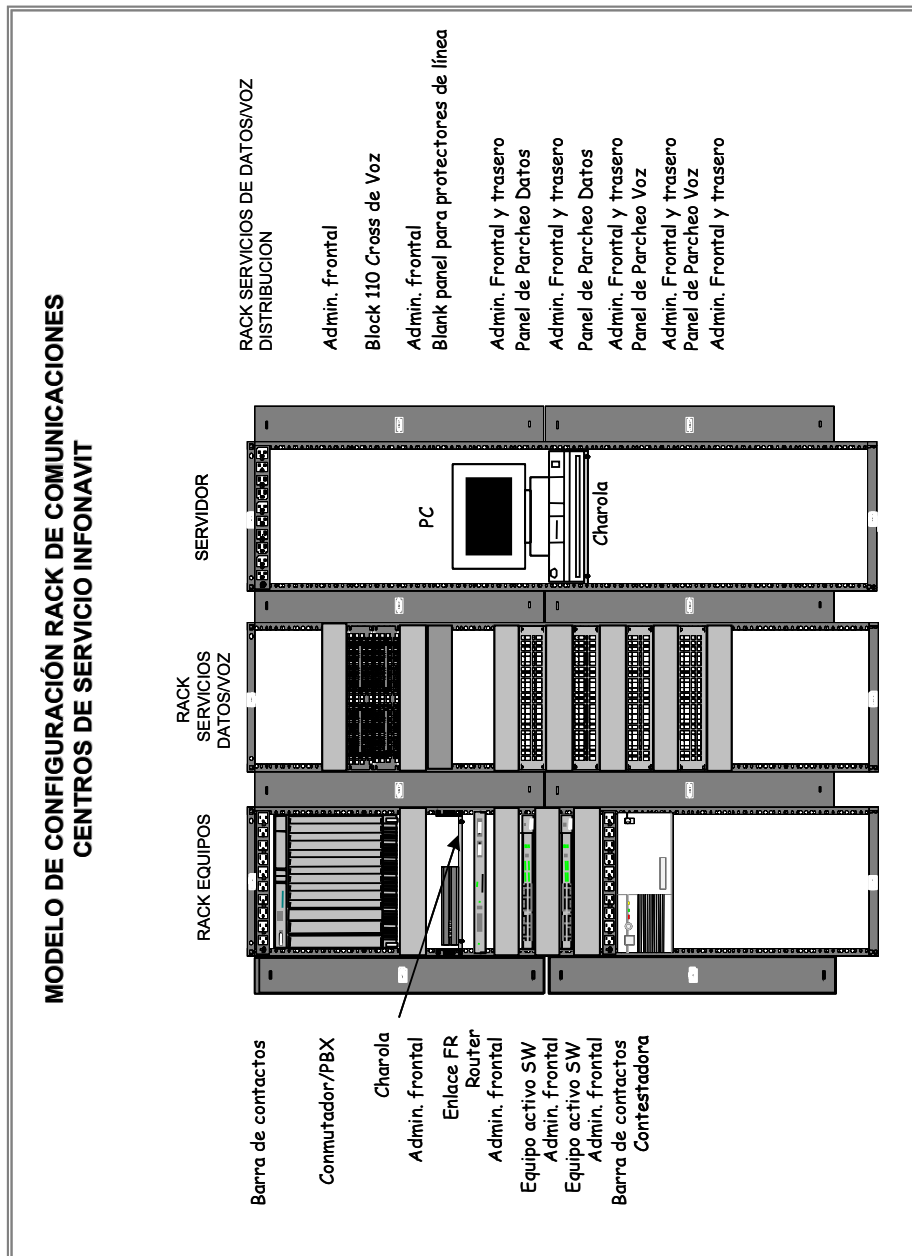 MODELO DE CONFIGURACIÓN RACK DE COMUNICACIONES
CENTROS DE SERVICIO INFONAVIT
RACK EQUIPOS
RACK
SERVICIOS
DATOS/VOZ
SERVIDOR
RACK SERVICIOS DE DATOS/VOZ
DISTRIBUCION
Barra de contactos
Conmutador/PBX
Charola
Admin. frontal
Enlace FR
Router
Admin. frontal
Equipo activo SW
Admin. frontal
Equipo activo SW
Admin. frontal
Barra de contactos
Contestadora
PC
Charola
Admin. frontal
Block 110 Cross de Voz
Admin. frontal
Blank panel para protectores de línea
Admin. Frontal y trasero
Panel de Parcheo Datos
Admin. Frontal y trasero
Panel de Parcheo Datos
Admin. Frontal y trasero
Panel de Parcheo Voz
Admin. Frontal y trasero
Panel de Parcheo Voz
Admin. Frontal y trasero